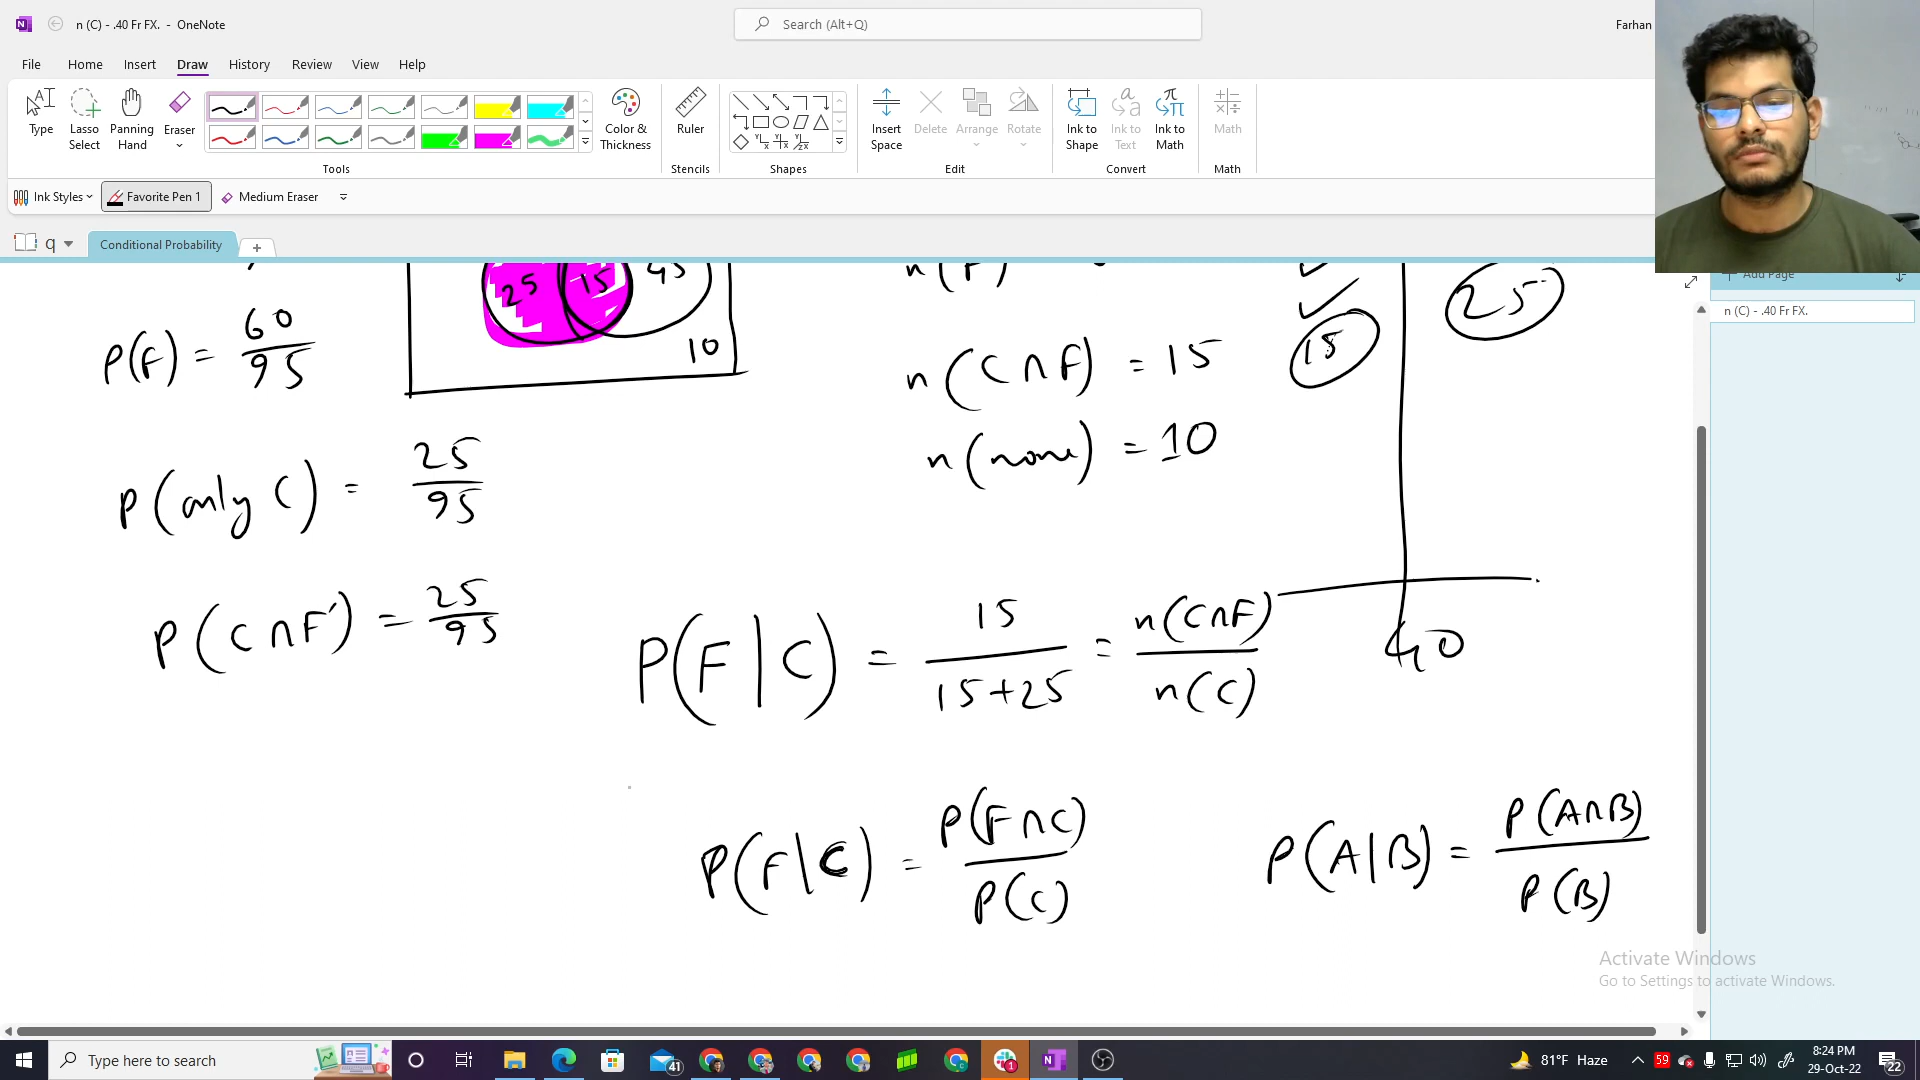 n (C) - .40 Fr FX. - OneNote
Search (Alt+Q)
Farhan
File Home Insert Draw History Review View Help
Type
Lasso Select
Panning Hand
Eraser
Color & Thickness
Ruler
Insert Space
Delete
Arrange
Rotate
Ink to Shape
Ink to Text
Ink to Math
Math
Tools
Stencils
Shapes
Edit
Convert
Math
Ink Styles
Favorite Pen 1
Medium Eraser
q
Conditional Probability
Add Page
n (C) - .40 Fr FX.
25 15 45
10
n(F)
25
15
P(F) = 60/95
n(C∩F) = 15
n(none) = 10
P(only C) = 25/95
P(C∩F') = 25/95
P(F|C) = 15/(15+25) = n(C∩F)/n(C)
40
P(F|C) = P(F∩C)/P(C)
P(A|B) = P(A∩B)/P(B)
Activate Windows
Go to Settings to activate Windows.
Type here to search
41
1
81°F Haze
59
8:24 PM
29-Oct-22
22